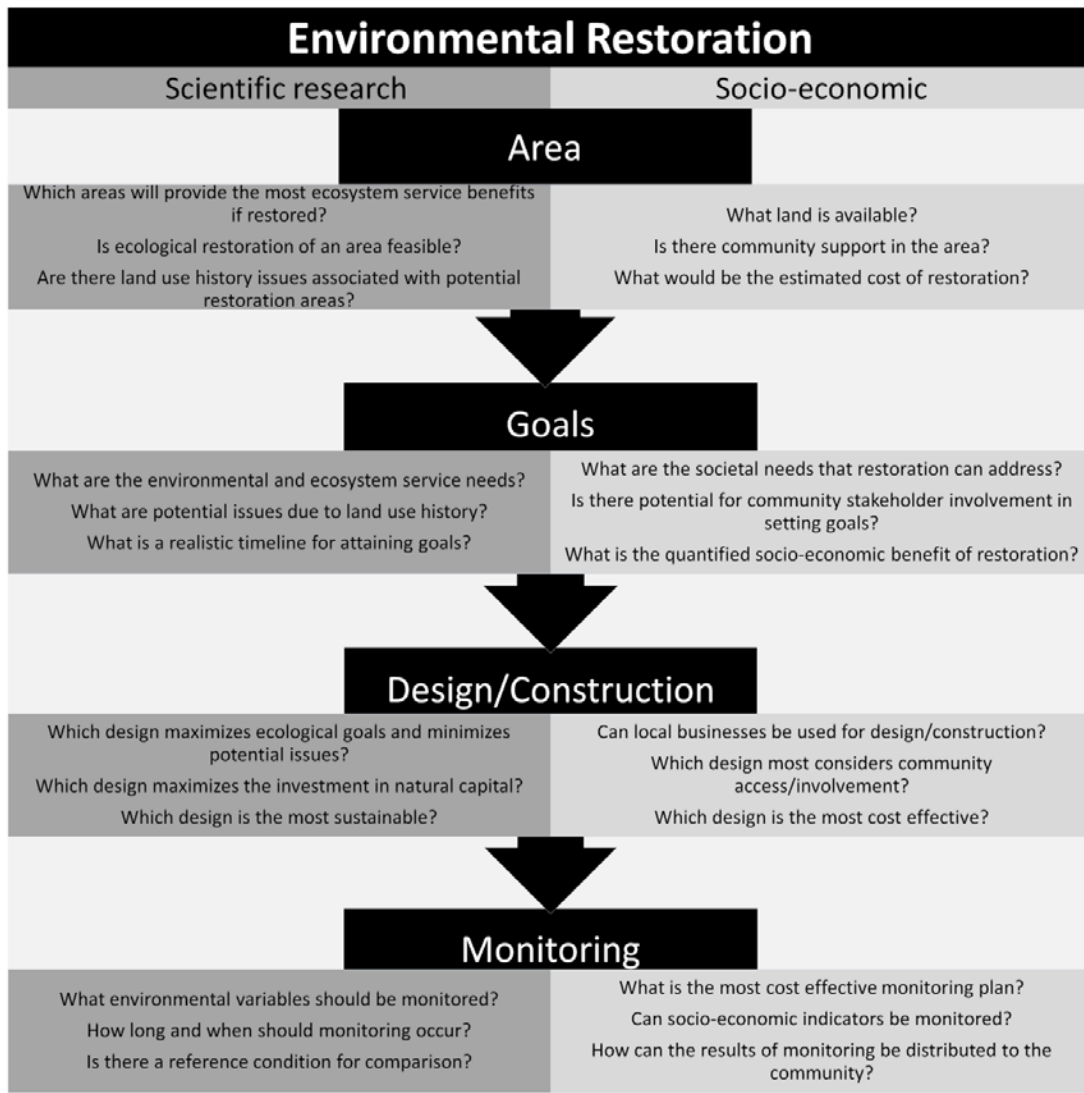 Environmental Restoration
Scientific research
Socio-economic
Area
Which areas will provide the most ecosystem service benefits
if restored?
Is ecological restoration of an area feasible?
Are there land use history issues associated with potential
restoration areas?
What land is available?
Is there community support in the area?
What would be the estimated cost of restoration?
Goals
What are the environmental and ecosystem service needs?
What are potential issues due to land use history?
What is a realistic timeline for attaining goals?
What are the societal needs that restoration can address?
Is there potential for community stakeholder involvement in
setting goals?
What is the quantified socio-economic benefit of restoration?
Design/Construction
Which design maximizes ecological goals and minimizes
potential issues?
Which design maximizes the investment in natural capital?
Which design is the most sustainable?
Can local businesses be used for design/construction?
Which design most considers community
access/involvement?
Which design is the most cost effective?
Monitoring
What environmental variables should be monitored?
How long and when should monitoring occur?
Is there a reference condition for comparison?
What is the most cost effective monitoring plan?
Can socio-economic indicators be monitored?
How can the results of monitoring be distributed to the
community?